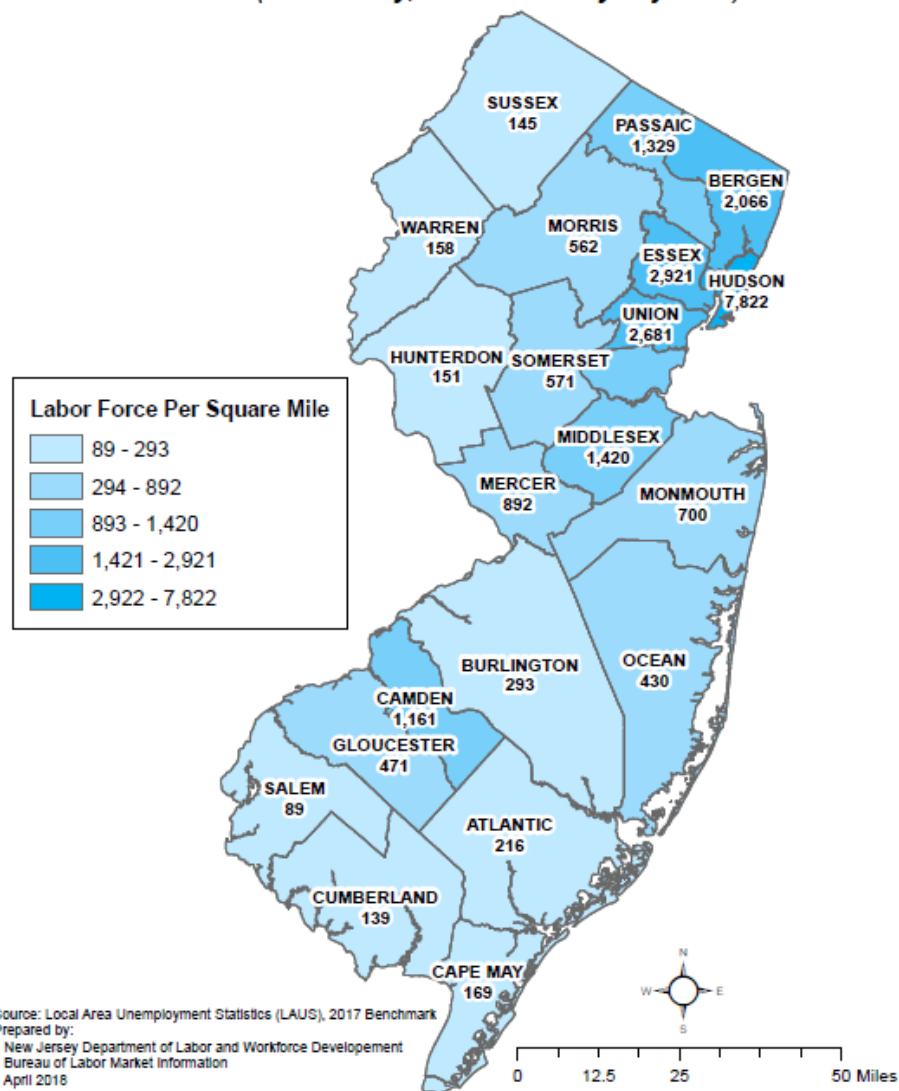 SUSSEX
145
PASSAIC
1,329
BERGEN
2,066
WARREN
158
MORRIS
562
ESSEX
2,921
HUDSON
7,822
UNION
2,681
HUNTERDON
151
SOMERSET
571
Labor Force Per Square Mile
89 - 293
294 - 892
893 - 1,420
1,421 - 2,921
2,922 - 7,822
MIDDLESEX
1,420
MERCER
892
MONMOUTH
700
BURLINGTON
293
OCEAN
430
CAMDEN
1,161
GLOUCESTER
471
SALEM
89
ATLANTIC
216
CUMBERLAND
139
CAPE MAY
169
N
W
E
S
Source: Local Area Unemployment Statistics (LAUS), 2017 Benchmark
Prepared by:
New Jersey Department of Labor and Workforce Developement
Bureau of Labor Market Information
April 2018
0 12.5 25 50 Miles